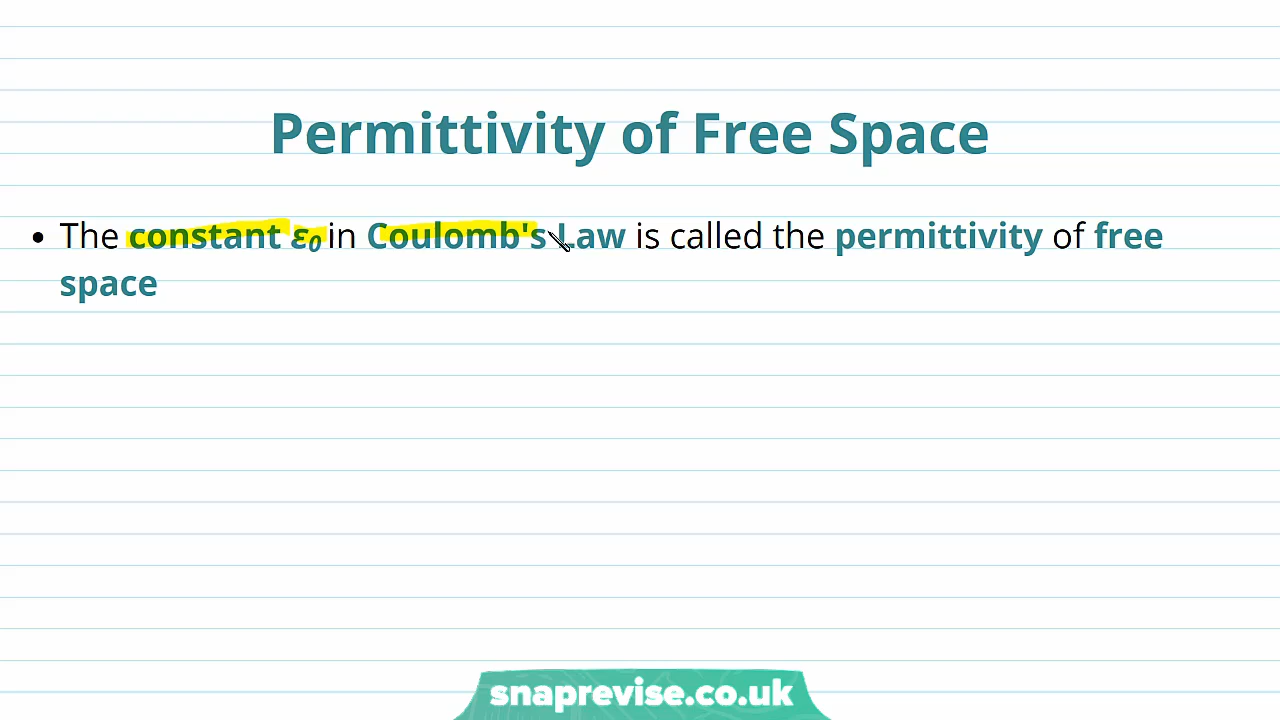 Permittivity of Free Space
• The constant ε₀ in Coulomb's Law is called the permittivity of free
space
snaprevise.co.uk